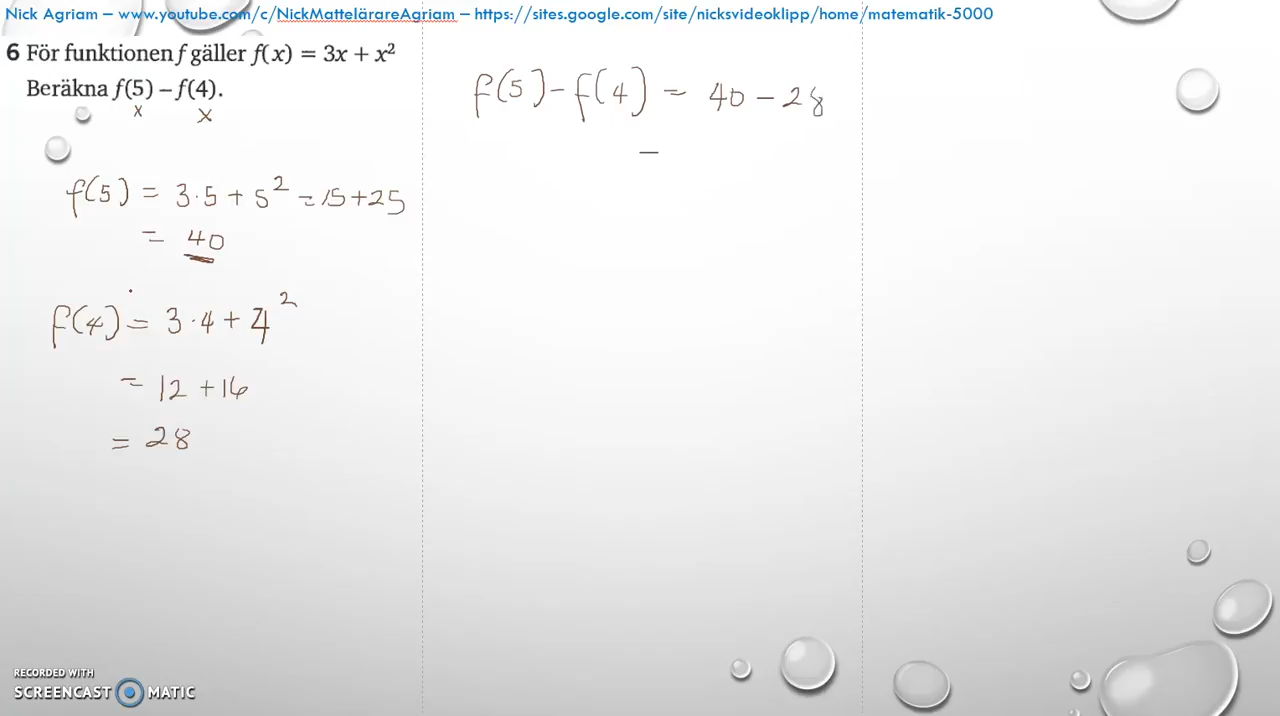 Nick Agriam – www.youtube.com/c/NickMattelärareAgriam – https://sites.google.com/site/nicksvideoklipp/home/matematik-5000
6 För funktionen f gäller f(x) = 3x + x²
Beräkna f(5) – f(4).
x x
f(5) = 3·5 + 5² = 15+25
= 40
f(4) = 3·4 + 4²
= 12 + 16
= 28
f(5) - f(4) = 40 - 28
–
RECORDED WITH
SCREENCAST MATIC